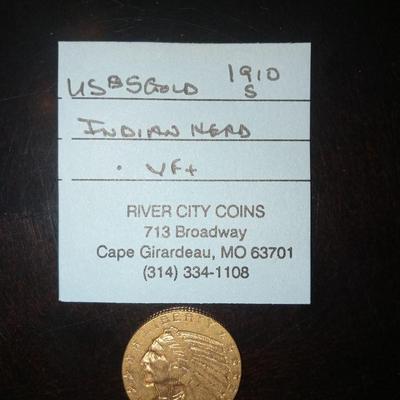 US $5 GOLD 1910
S
INDIAN HEAD
VF+
RIVER CITY COINS
713 Broadway
Cape Girardeau, MO 63701
(314) 334-1108
LIBERTY